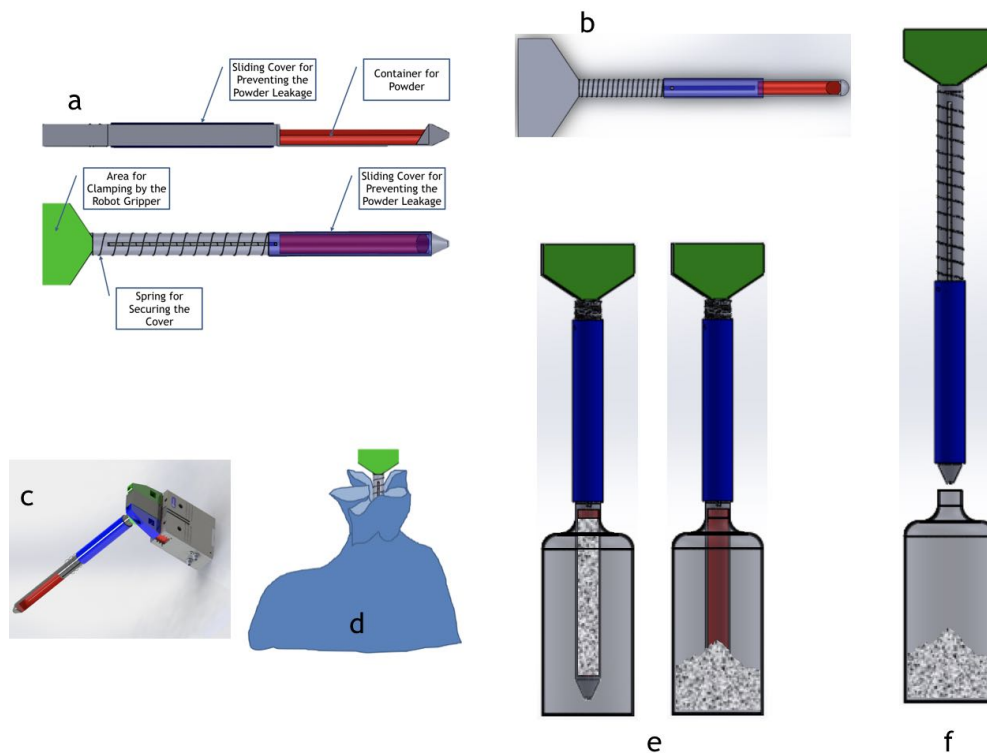 a
Sliding Cover for
Preventing the
Powder Leakage
Container for
Powder
Area for
Clamping by the
Robot Gripper
Sliding Cover for
Preventing the
Powder Leakage
Spring for
Securing the
Cover
b
c
d
e
f